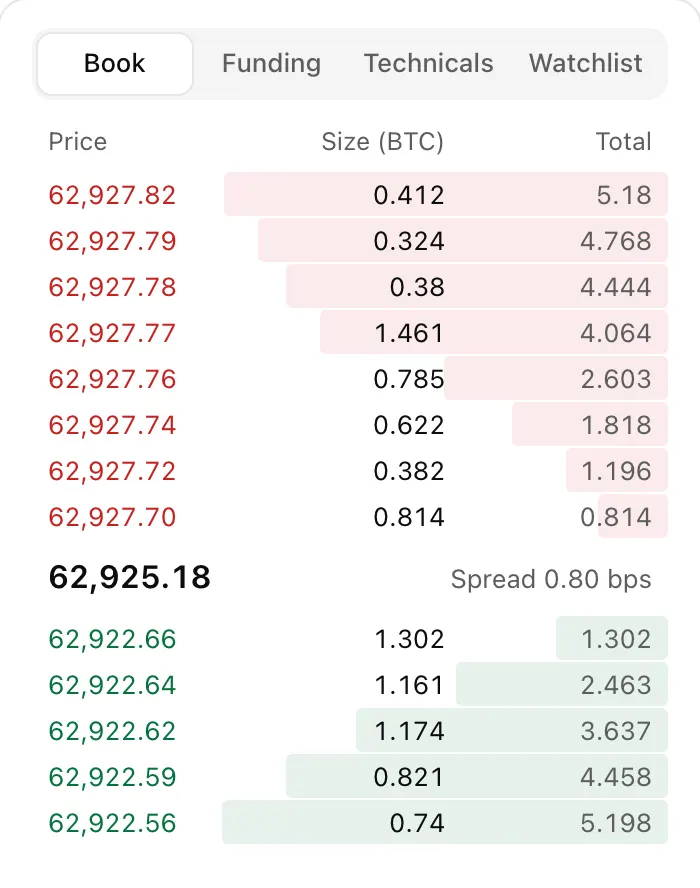 Book Funding Technicals Watchlist
Price Size (BTC) Total
62,927.82 0.412 5.18
62,927.79 0.324 4.768
62,927.78 0.38 4.444
62,927.77 1.461 4.064
62,927.76 0.785 2.603
62,927.74 0.622 1.818
62,927.72 0.382 1.196
62,927.70 0.814 0.814
62,925.18 Spread 0.80 bps
62,922.66 1.302 1.302
62,922.64 1.161 2.463
62,922.62 1.174 3.637
62,922.59 0.821 4.458
62,922.56 0.74 5.198